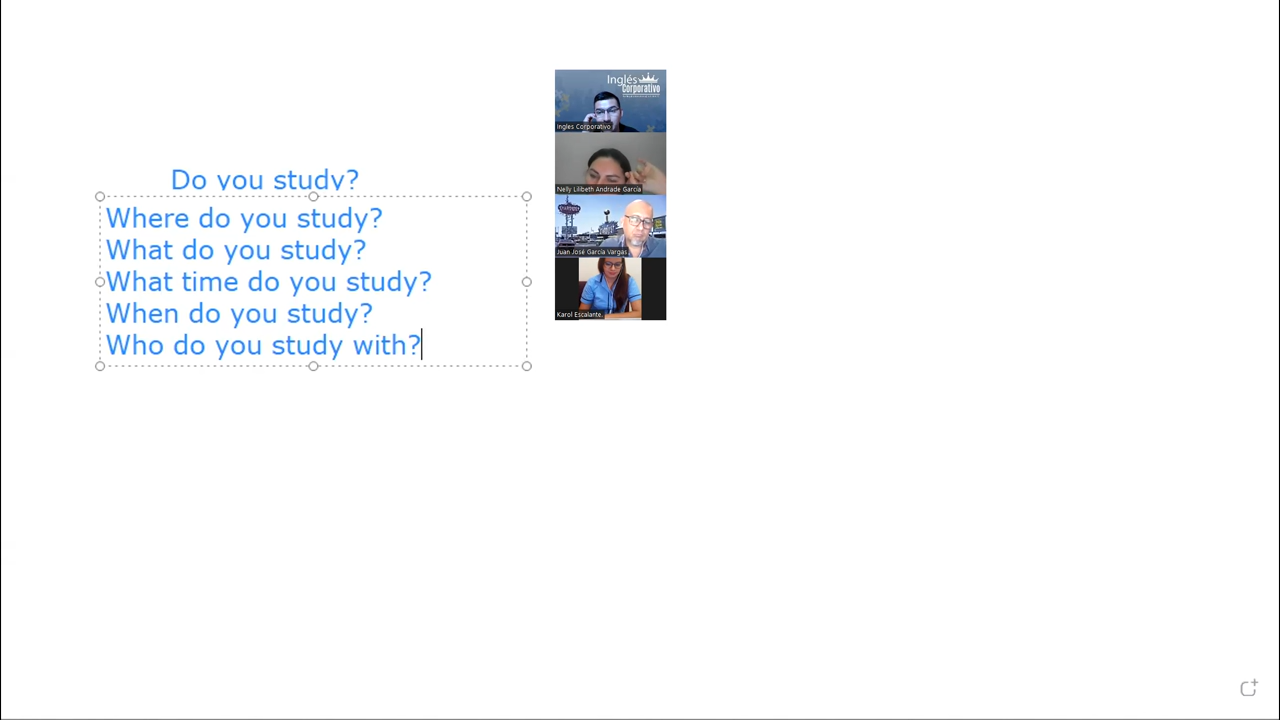 Do you study?
Where do you study?
What do you study?
What time do you study?
When do you study?
Who do you study with?
Inglés
Corporativo
Ingles Corporativo
Nelly Lilibeth Andrade García
Juan José García Vargas
Karol Escalante